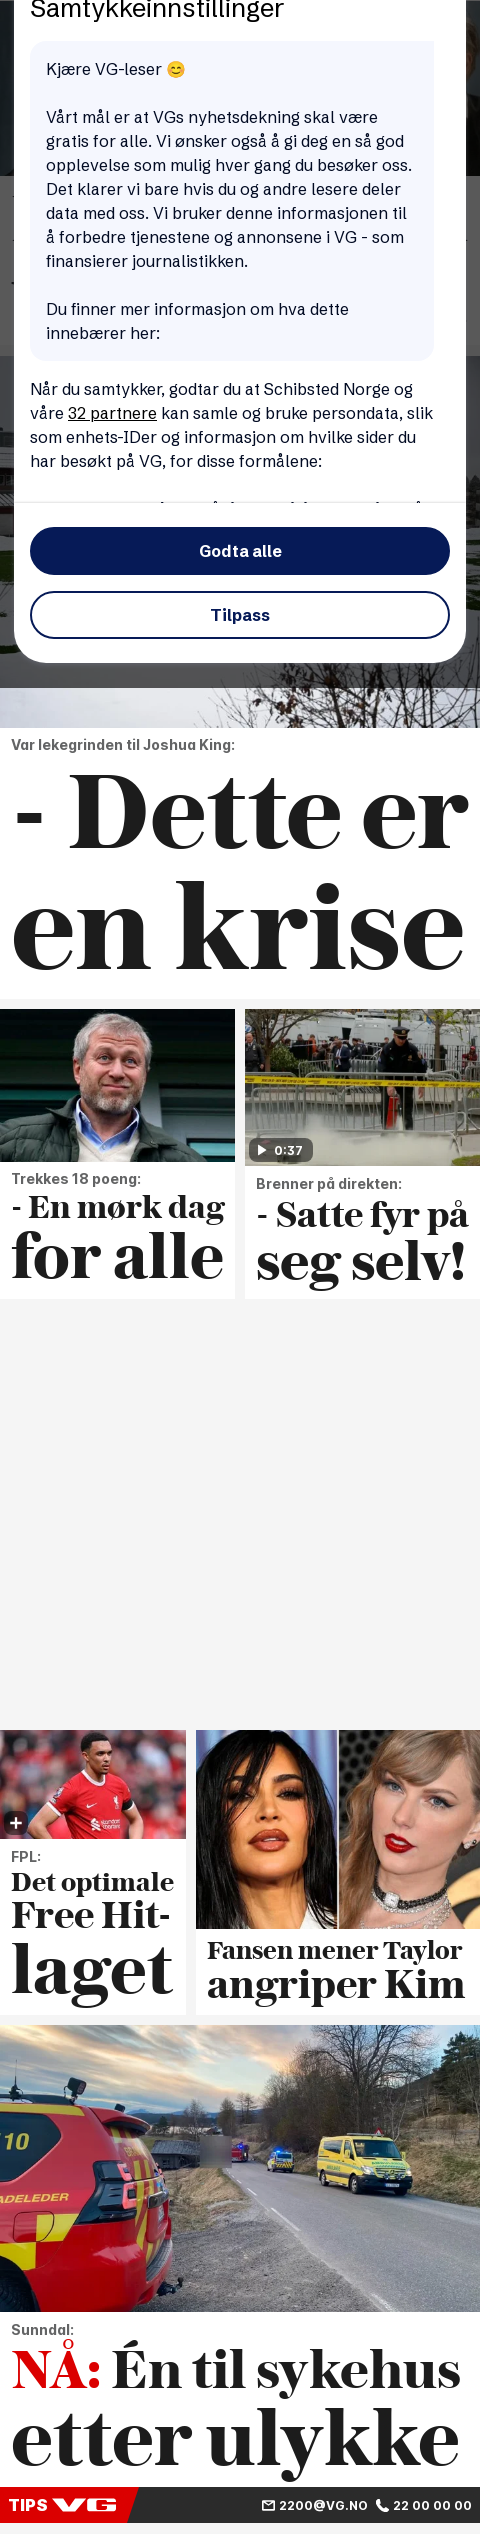 Samtykkeinnstillinger
Kjære VG-leser 😊
Vårt mål er at VGs nyhetsdekning skal være
gratis for alle. Vi ønsker også å gi deg en så god
opplevelse som mulig hver gang du besøker oss.
Det klarer vi bare hvis du og andre lesere deler
data med oss. Vi bruker denne informasjonen til
å forbedre tjenestene og annonsene i VG - som
finansierer journalistikken.
Du finner mer informasjon om hva dette
innebærer her:
Når du samtykker, godtar du at Schibsted Norge og
våre 32 partnere kan samle og bruke persondata, slik
som enhets-IDer og informasjon om hvilke sider du
har besøkt på VG, for disse formålene:
Godta alle
Tilpass
Var lekegrinden til Joshua King:
- Dette er
en krise
Trekkes 18 poeng:
- En mørk dag
for alle
0:37
Brenner på direkten:
- Satte fyr på
seg selv!
FPL:
Det optimale
Free Hit-
laget
Fansen mener Taylor
angriper Kim
110
ADELEDER
Sunndal:
NÅ: Én til sykehus
etter ulykke
TIPS VG 2200@VG.NO 22 00 00 00